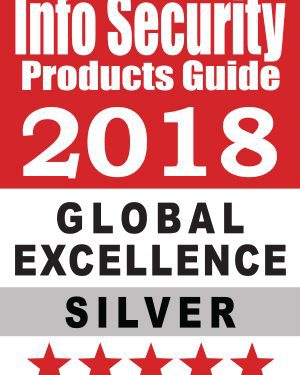 Info Security
Products Guide
2018
GLOBAL
EXCELLENCE
SILVER